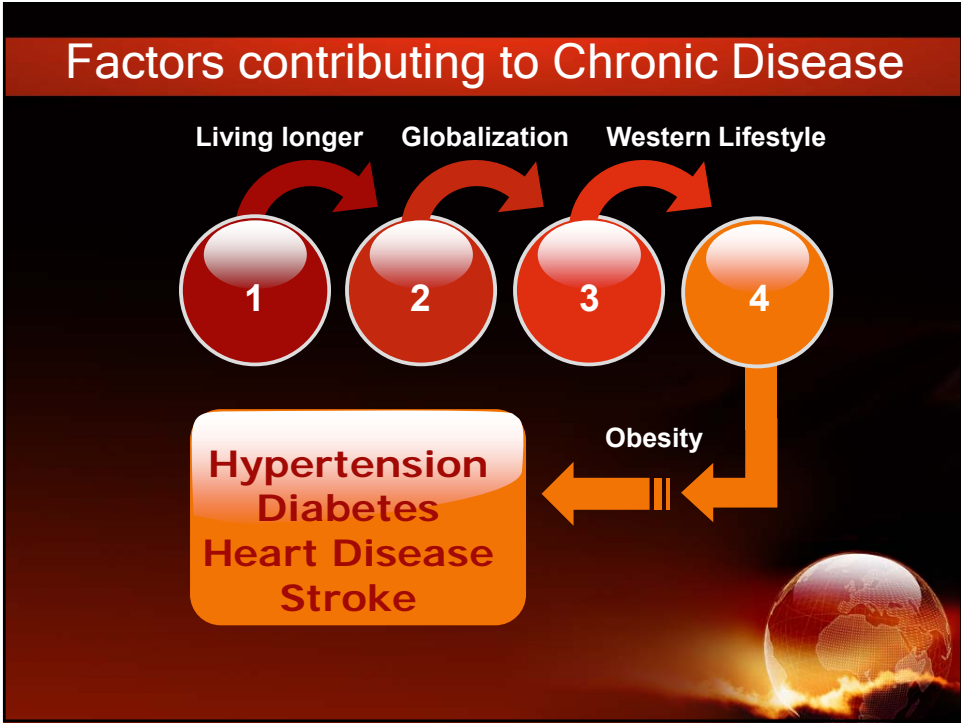 Factors contributing to Chronic Disease
Living longer
Globalization
Western Lifestyle
1
2
3
4
Obesity
Hypertension
Diabetes
Heart Disease
Stroke